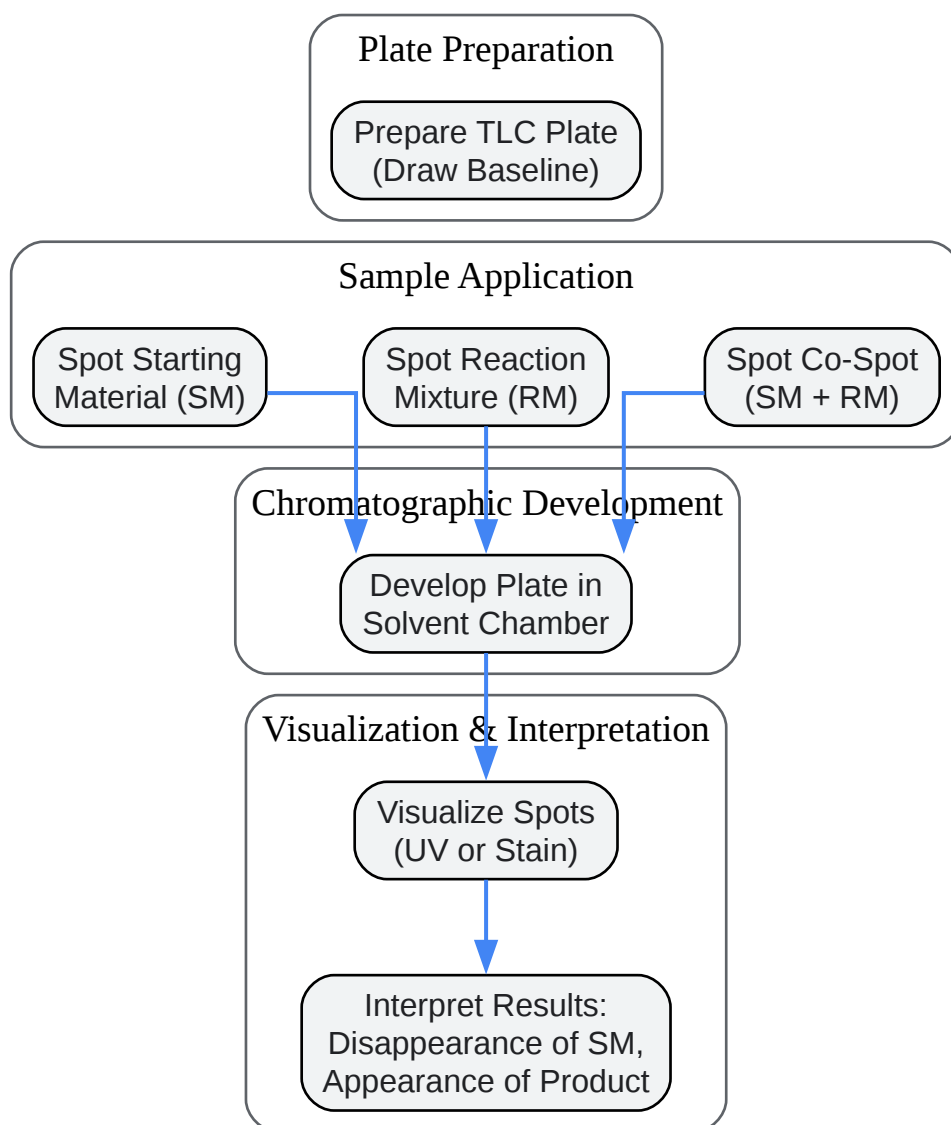 Plate Preparation
Prepare TLC Plate
(Draw Baseline)
Sample Application
Spot Starting
Material (SM)
Spot Reaction
Mixture (RM)
Spot Co-Spot
(SM + RM)
Chromatographic Development
Develop Plate in
Solvent Chamber
Visualization & Interpretation
Visualize Spots
(UV or Stain)
Interpret Results:
Disappearance of SM,
Appearance of Product